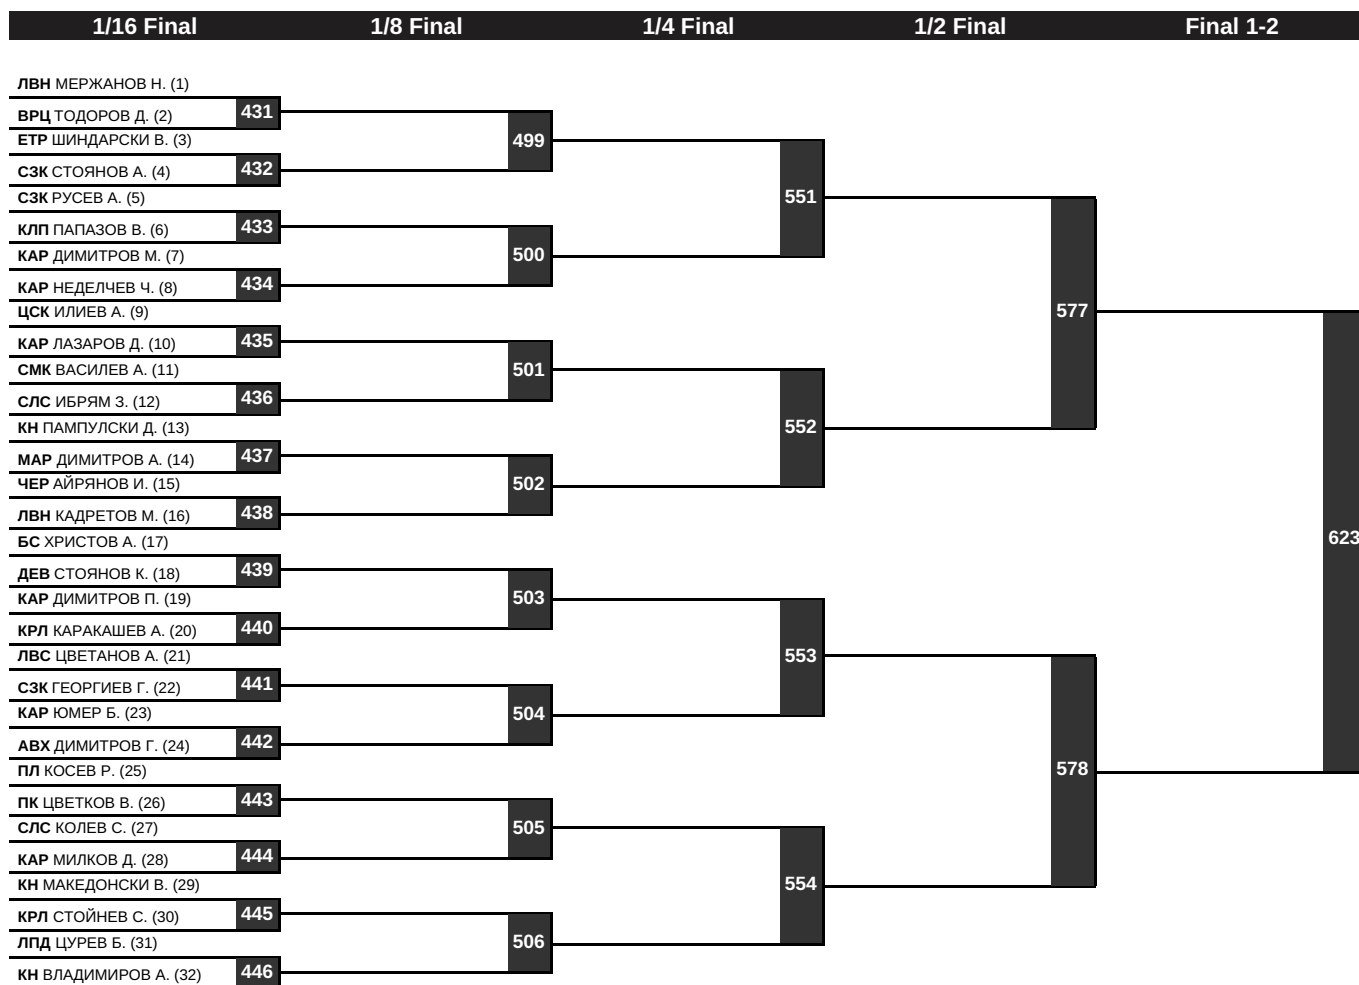 1/16 Final 1/8 Final 1/4 Final 1/2 Final Final 1-2
ЛВН МЕРЖАНОВ Н. (1)
431
ВРЦ ТОДОРОВ Д. (2)
499
ЕТР ШИНДАРСКИ В. (3)
432
СЗК СТОЯНОВ А. (4)
551
СЗК РУСЕВ А. (5)
433
КЛП ПАПАЗОВ В. (6)
500
КАР ДИМИТРОВ М. (7)
434
КАР НЕДЕЛЧЕВ Ч. (8)
577
ЦСК ИЛИЕВ А. (9)
435
КАР ЛАЗАРОВ Д. (10)
501
СМК ВАСИЛЕВ А. (11)
436
СЛС ИБРЯМ З. (12)
552
КН ПАМПУЛСКИ Д. (13)
437
МАР ДИМИТРОВ А. (14)
502
ЧЕР АЙРЯНОВ И. (15)
438
ЛВН КАДРЕТОВ М. (16)
623
БС ХРИСТОВ А. (17)
439
ДЕВ СТОЯНОВ К. (18)
503
КАР ДИМИТРОВ П. (19)
440
КРЛ КАРАКАШЕВ А. (20)
553
ЛВС ЦВЕТАНОВ А. (21)
441
СЗК ГЕОРГИЕВ Г. (22)
504
КАР ЮМЕР Б. (23)
442
АВХ ДИМИТРОВ Г. (24)
578
ПЛ КОСЕВ Р. (25)
443
ПК ЦВЕТКОВ В. (26)
505
СЛС КОЛЕВ С. (27)
444
КАР МИЛКОВ Д. (28)
554
КН МАКЕДОНСКИ В. (29)
445
КРЛ СТОЙНЕВ С. (30)
506
ЛПД ЦУРЕВ Б. (31)
446
КН ВЛАДИМИРОВ А. (32)